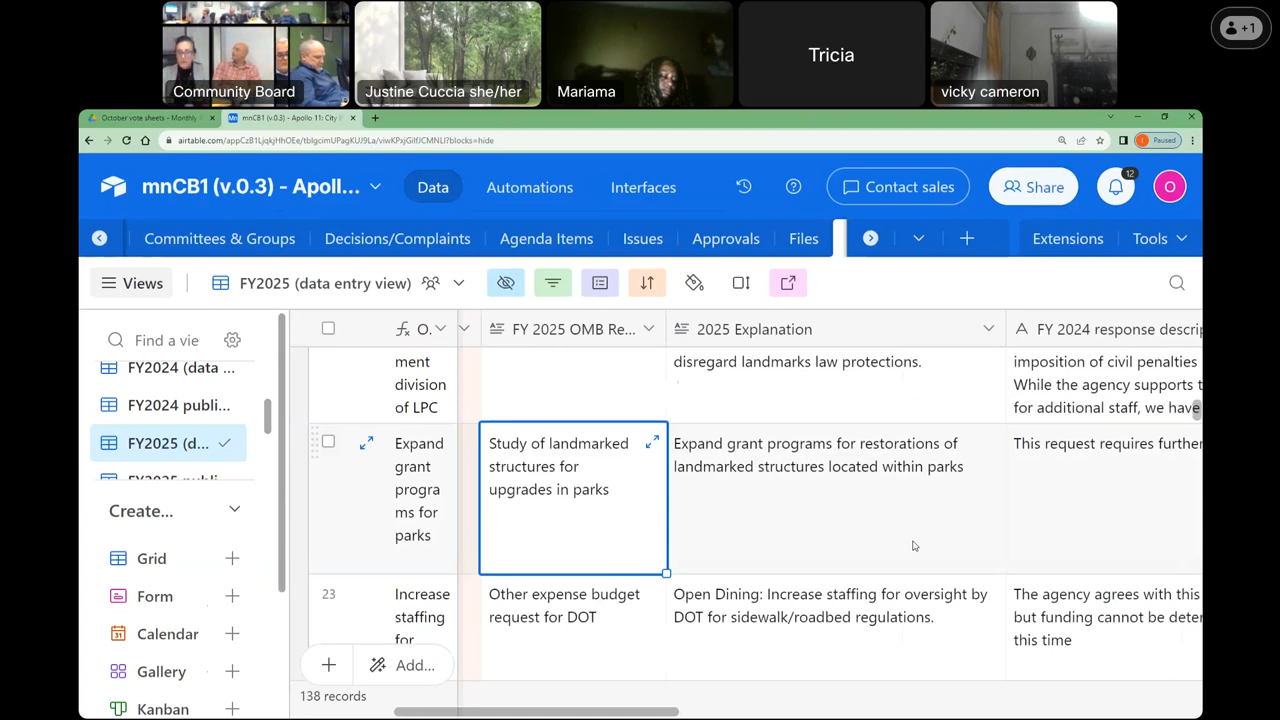 Community Board
Justine Cuccia she/her
Mariama
Tricia
vicky cameron
+1
October vote sheets - Monthly
mnCB1 (v.0.3) - Apollo 11: City
airtable.com/appCzB1LjqkjHhOEe/tblgcimUPagKUJ9La/viwKPxjGilfJCMNLI?blocks=hide
Paused
mnCB1 (v.0.3) - Apoll...
Data
Automations
Interfaces
Contact sales
Share
12
O
Committees & Groups
Decisions/Complaints
Agenda Items
Issues
Approvals
Files
Extensions
Tools
Views
FY2025 (data entry view)
Find a vie
FY2024 (data ...
FY2024 publi...
FY2025 (d...
Create...
Grid
Form
Calendar
Gallery
Kanban
O..
FY 2025 OMB Re...
2025 Explanation
FY 2024 response descrip
ment
division
of LPC
disregard landmarks law protections.
imposition of civil penalties
While the agency supports t
for additional staff, we have
Expand
grant
progra
ms for
parks
Study of landmarked
structures for
upgrades in parks
Expand grant programs for restorations of
landmarked structures located within parks
This request requires further
23
Increase
staffing
for
Other expense budget
request for DOT
Open Dining: Increase staffing for oversight by
DOT for sidewalk/roadbed regulations.
The agency agrees with this
but funding cannot be deter
this time
Add...
138 records